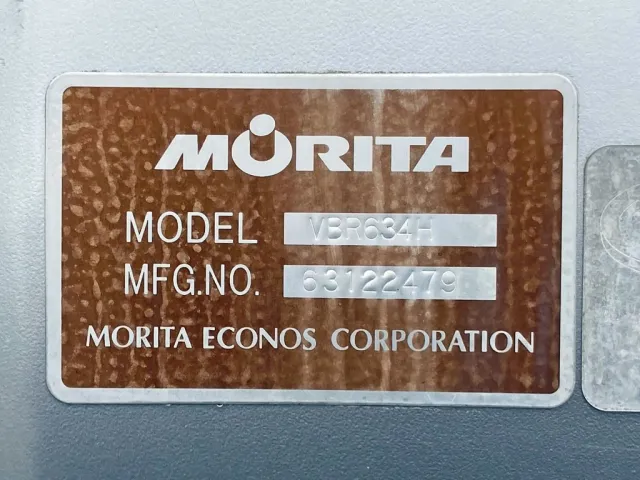 MORITA
MODEL VBR634H
MFG.NO. 63122479
MORITA ECONOS CORPORATION